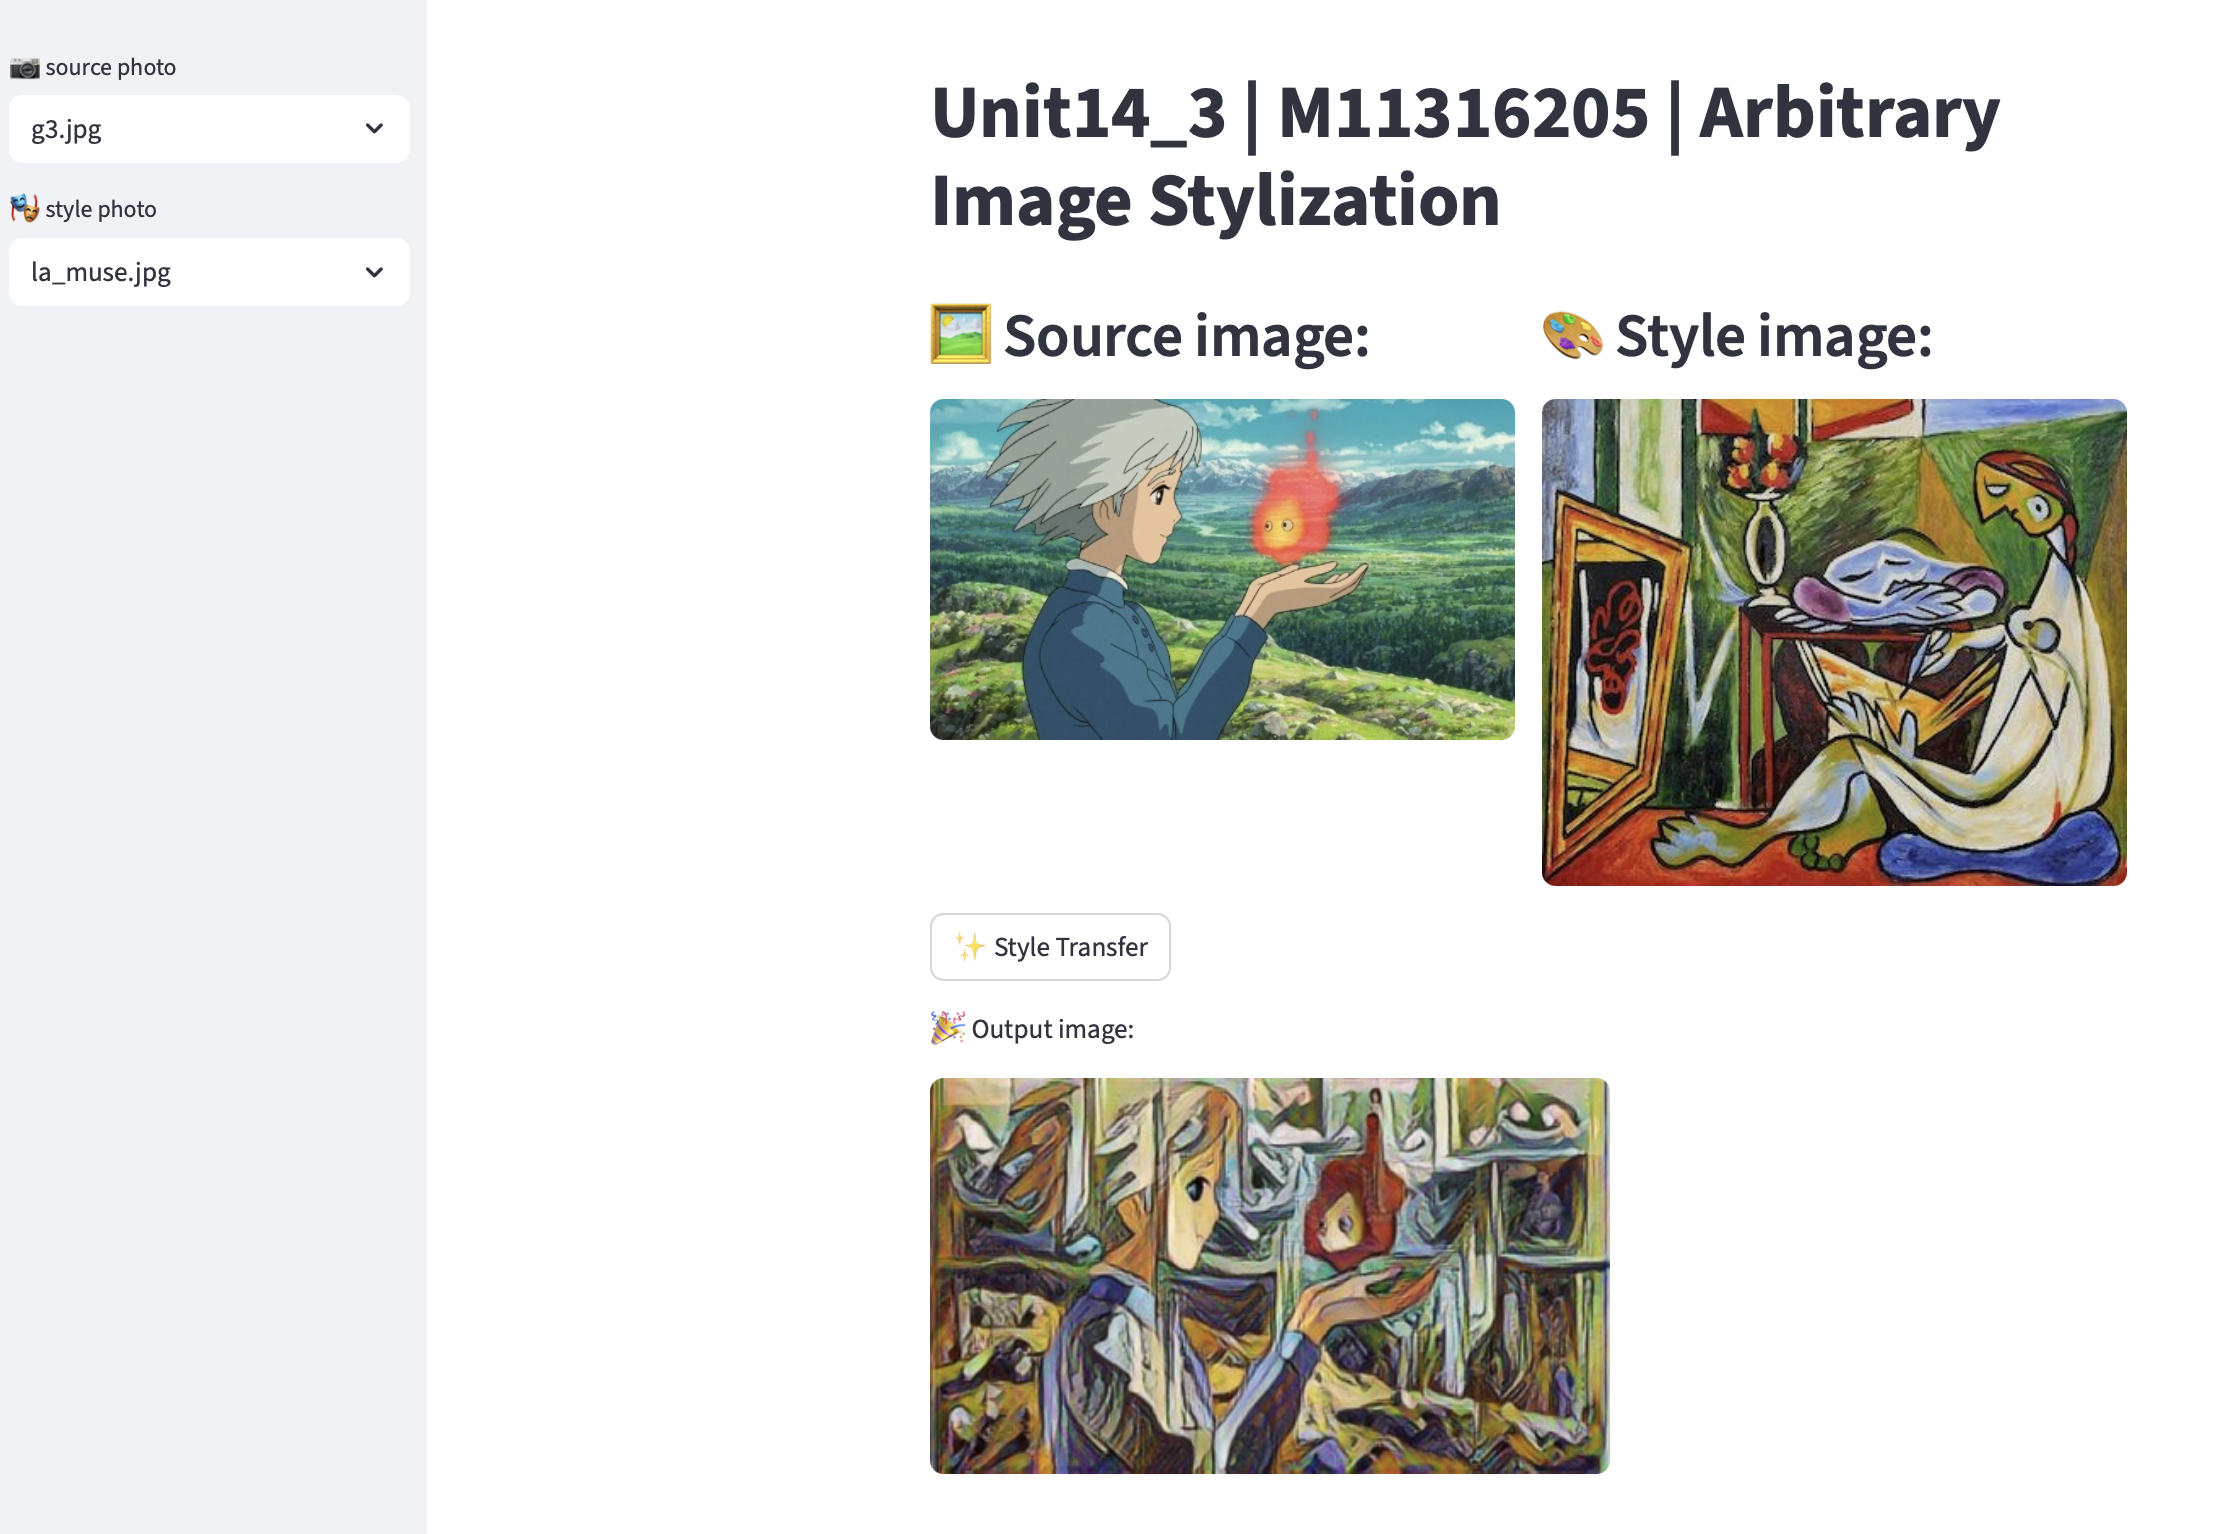 source photo
g3.jpg
style photo
la_muse.jpg
Unit14_3 | M11316205 | Arbitrary
Image Stylization
Source image:
Style image:
Style Transfer
Output image: